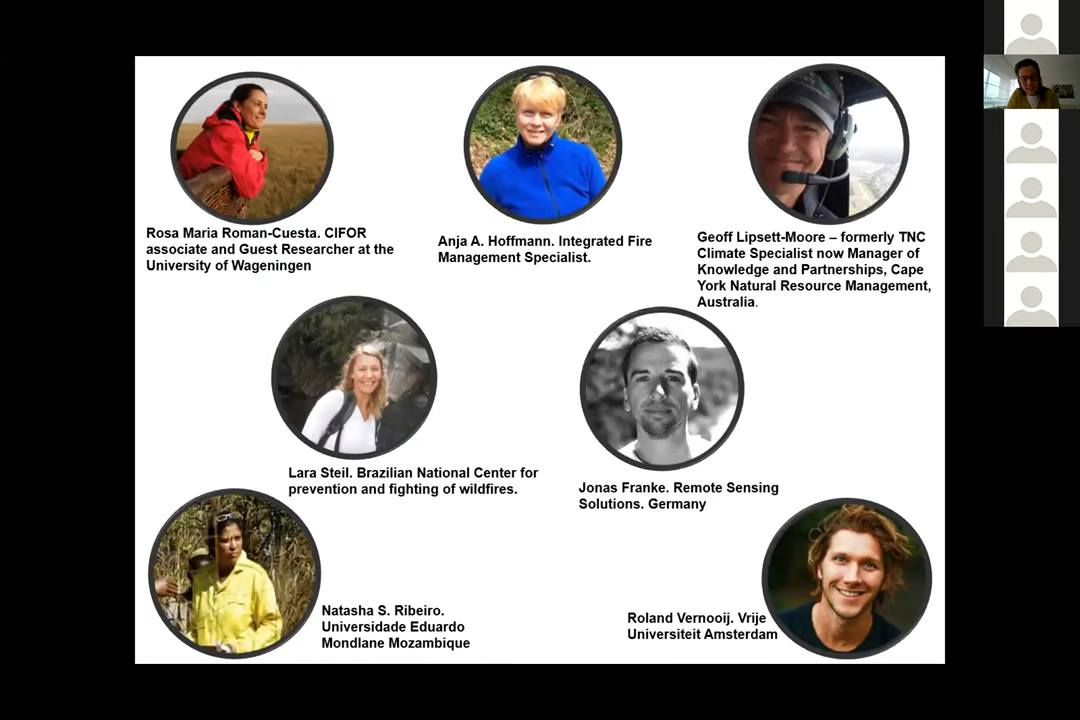 Rosa Maria Roman-Cuesta. CIFOR
associate and Guest Researcher at the
University of Wageningen
Anja A. Hoffmann. Integrated Fire
Management Specialist.
Geoff Lipsett-Moore – formerly TNC
Climate Specialist now Manager of
Knowledge and Partnerships, Cape
York Natural Resource Management,
Australia.
Lara Steil. Brazilian National Center for
prevention and fighting of wildfires.
Jonas Franke. Remote Sensing
Solutions. Germany
Natasha S. Ribeiro.
Universidade Eduardo
Mondlane Mozambique
Roland Vernooij. Vrije
Universiteit Amsterdam